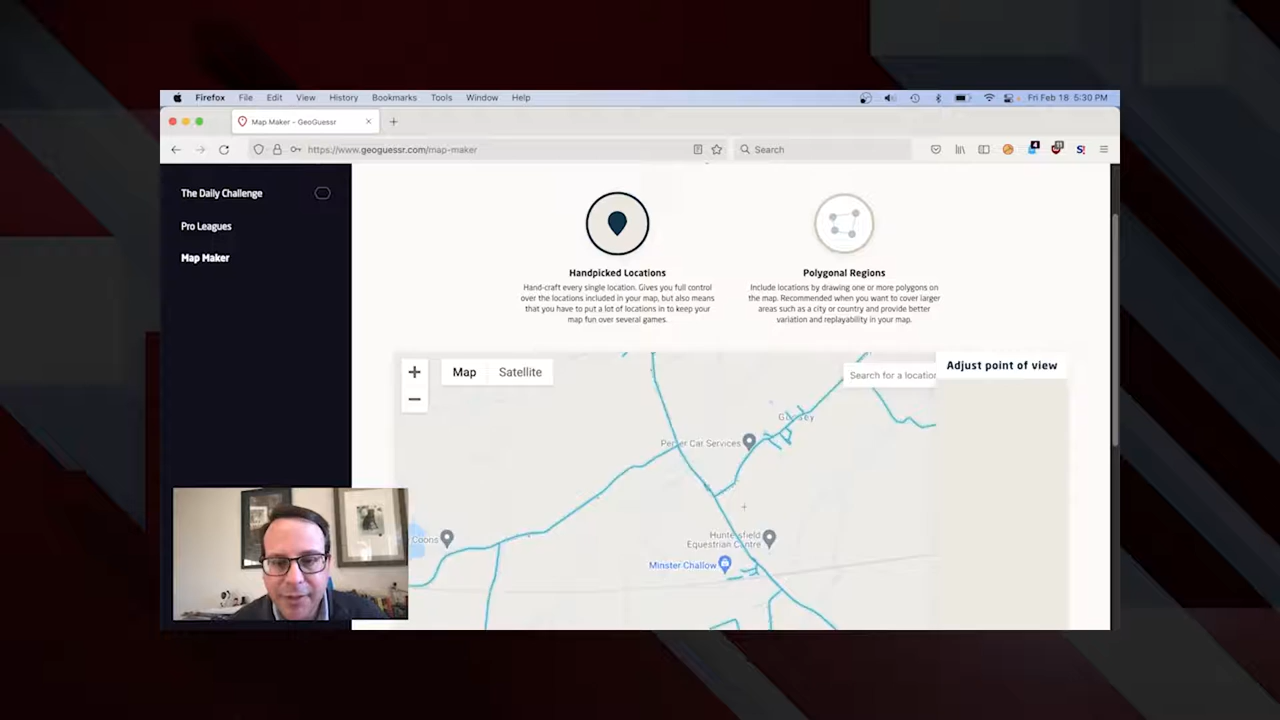 Firefox File Edit View History Bookmarks Tools Window Help Fri Feb 18 5:30 PM
Map Maker - GeoGuessr
https://www.geoguessr.com/map-maker Search
4
The Daily Challenge
Pro Leagues
Map Maker
Handpicked Locations
Hand-craft every single location. Gives you full control
over the locations included in your map, but also means
that you have to put a lot of locations in to keep your
map fun over several games.
Polygonal Regions
Include locations by drawing one or more polygons on
the map. Recommended when you want to cover larger
areas such as a city or country and provide better
variation and replayability in your map.
+
−
Map Satellite
Search for a location
Adjust point of view
Car Services
Coons
Equestrian Centre
Minster Challow